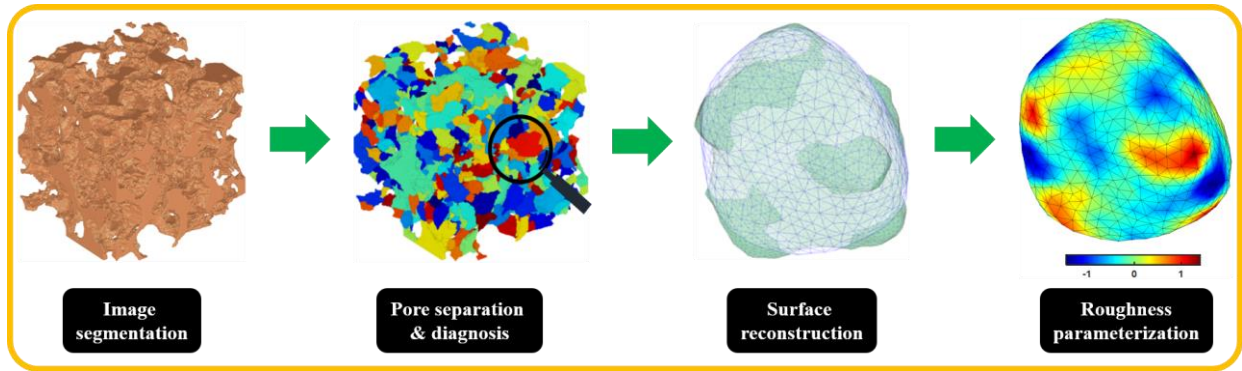 -1 0 1
Image
segmentation
Pore separation
& diagnosis
Surface
reconstruction
Roughness
parameterization